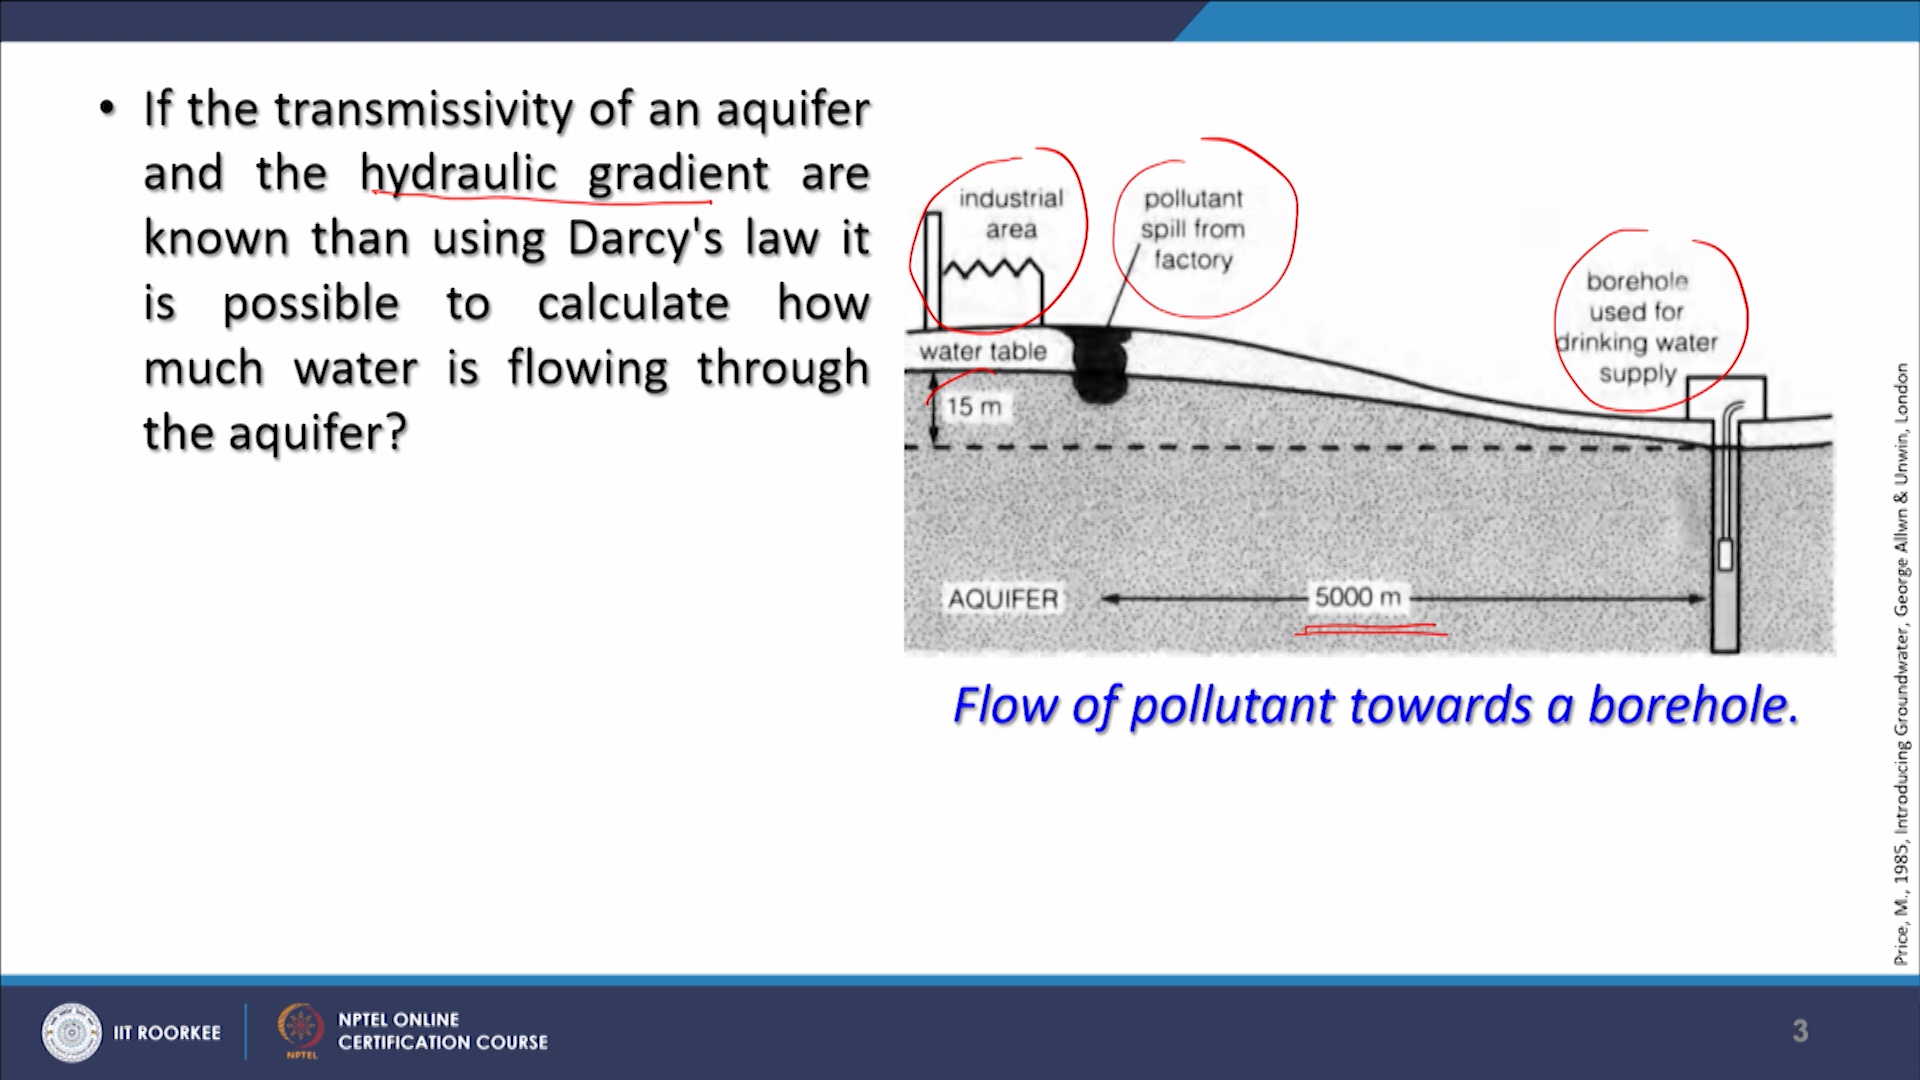 • If the transmissivity of an aquifer
and the hydraulic gradient are
known than using Darcy's law it
is possible to calculate how
much water is flowing through
the aquifer?
industrial
area
pollutant
spill from
factory
borehole
used for
drinking water
supply
water table
15 m
AQUIFER
5000 m
Flow of pollutant towards a borehole.
Price, M., 1985, Introducing Groundwater, George Allwn & Unwin, London
IIT ROORKEE
NPTEL
NPTEL ONLINE
CERTIFICATION COURSE
3